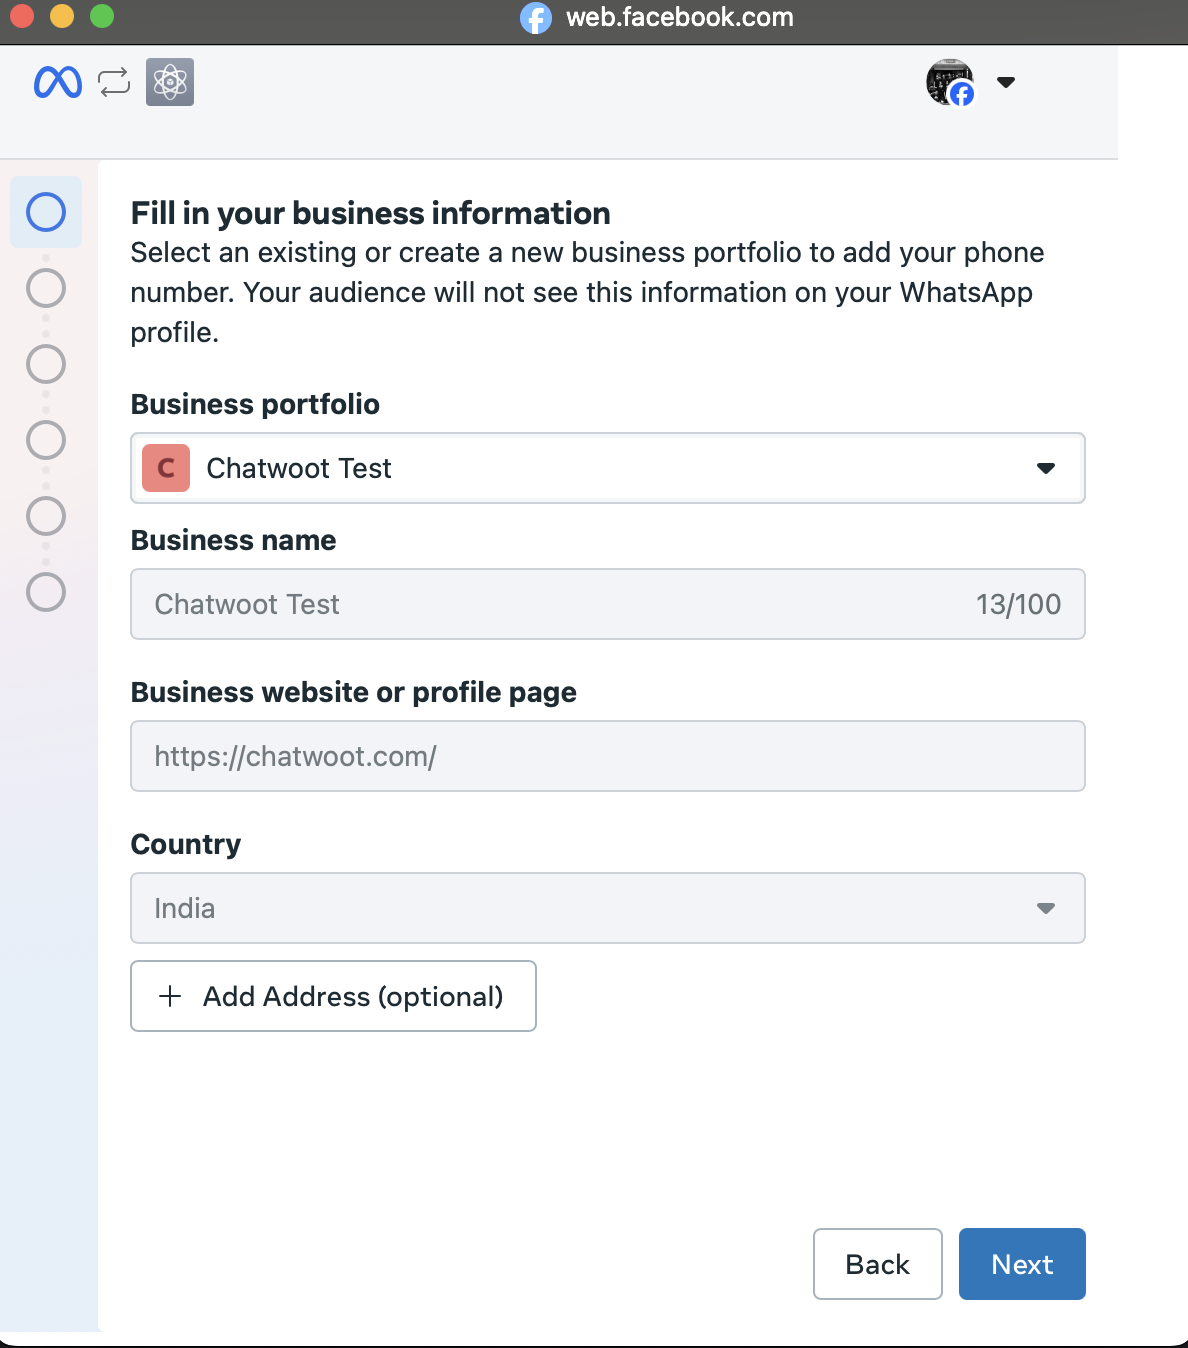 web.facebook.com
Fill in your business information
Select an existing or create a new business portfolio to add your phone
number. Your audience will not see this information on your WhatsApp
profile.
Business portfolio
C Chatwoot Test
Business name
Chatwoot Test 13/100
Business website or profile page
https://chatwoot.com/
Country
India
Add Address (optional)
Back Next